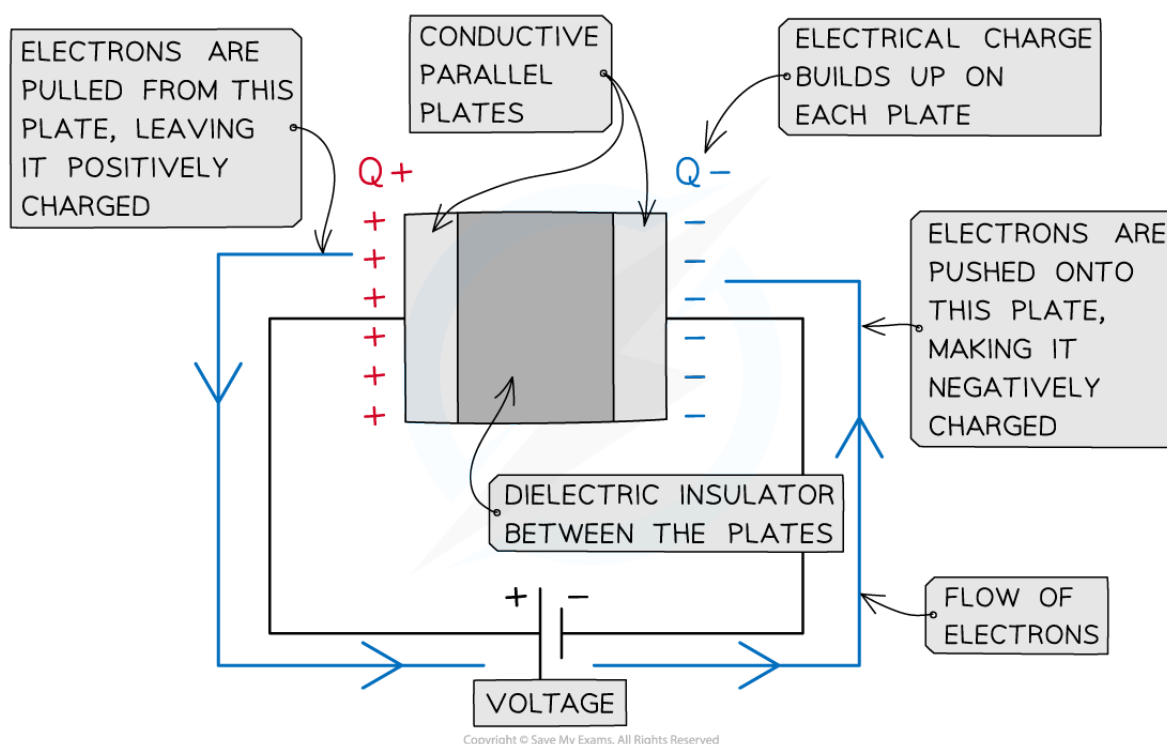 ELECTRONS ARE
PULLED FROM THIS
PLATE, LEAVING
IT POSITIVELY
CHARGED
CONDUCTIVE
PARALLEL
PLATES
ELECTRICAL CHARGE
BUILDS UP ON
EACH PLATE
Q+
Q−
+
+
+
+
+
+
−
−
−
−
−
−
ELECTRONS ARE
PUSHED ONTO
THIS PLATE,
MAKING IT
NEGATIVELY
CHARGED
DIELECTRIC INSULATOR
BETWEEN THE PLATES
+ −
FLOW OF
ELECTRONS
VOLTAGE
Copyright © Save My Exams. All Rights Reserved